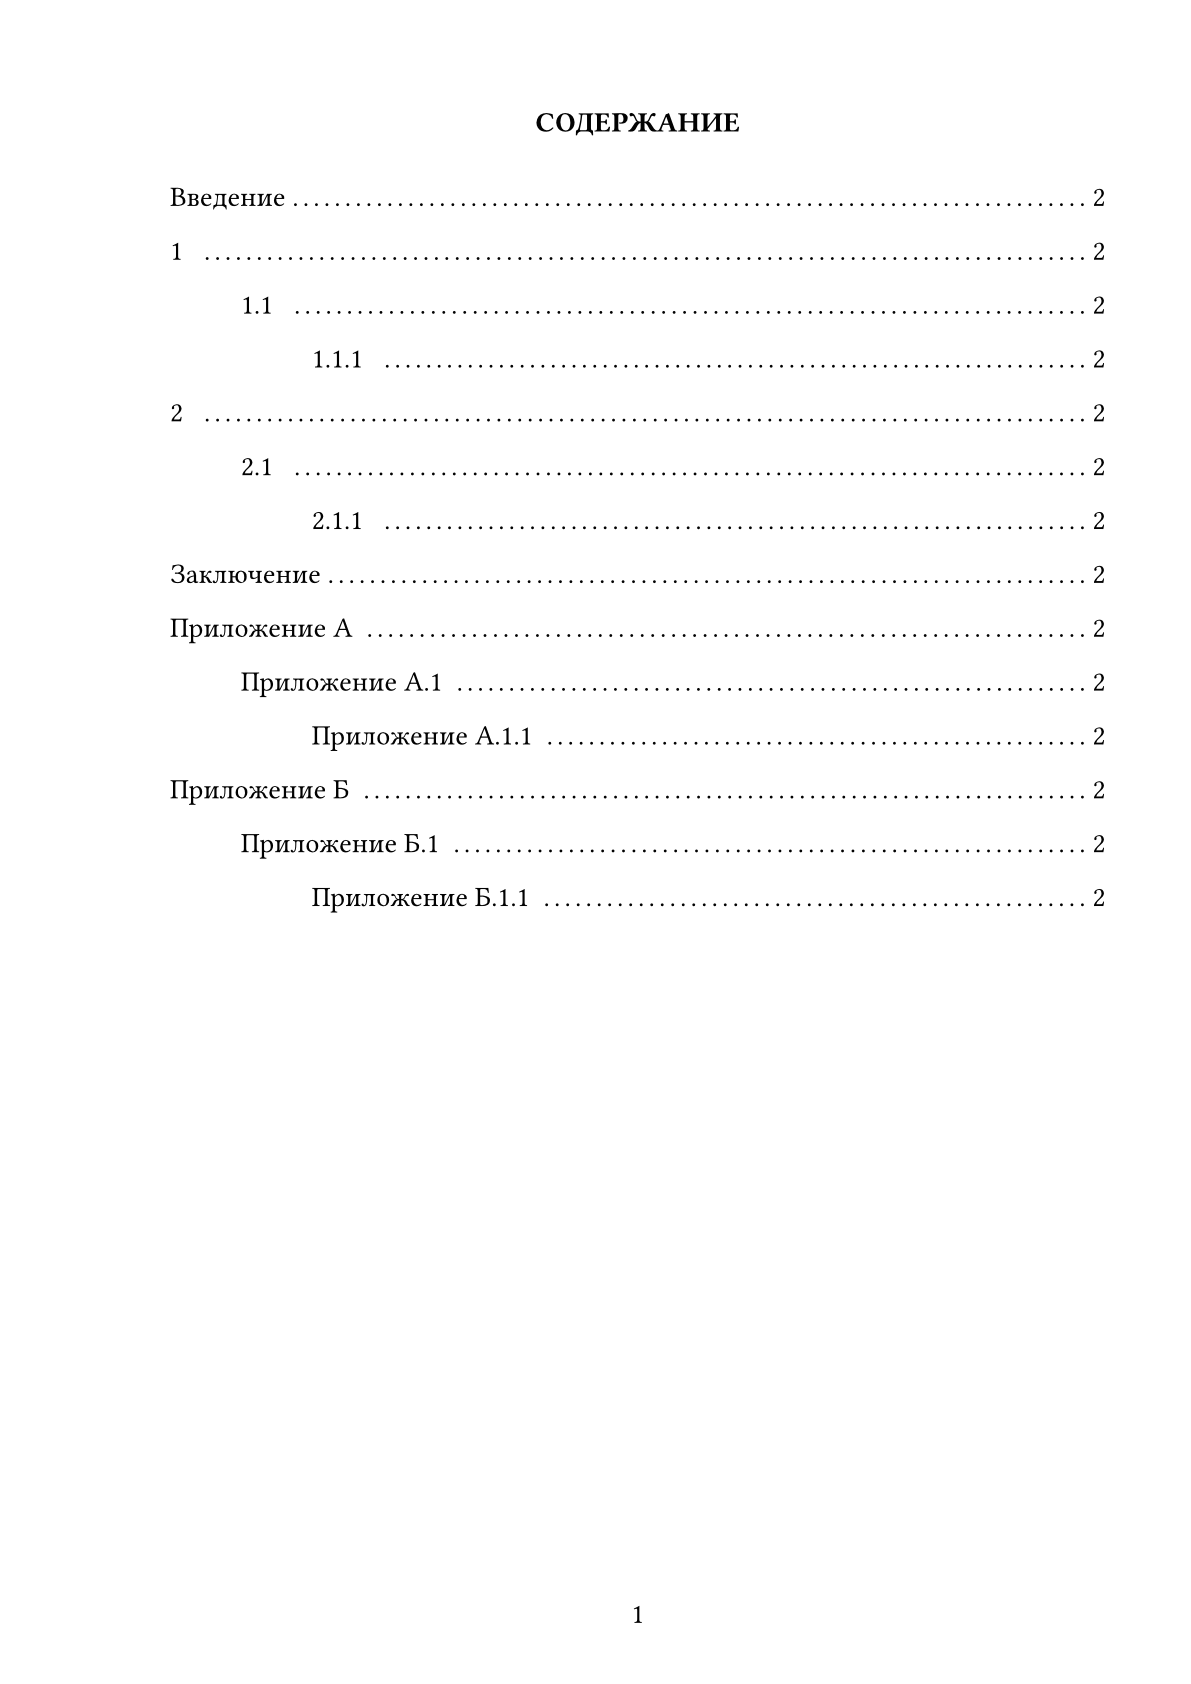 СОДЕРЖАНИЕ
Введение ........................................................................... 2
1 ..................................................................................... 2
1.1 ............................................................................ 2
1.1.1 ................................................................... 2
2 ..................................................................................... 2
2.1 ............................................................................ 2
2.1.1 ................................................................... 2
Заключение ........................................................................ 2
Приложение А ..................................................................... 2
Приложение А.1 ............................................................ 2
Приложение А.1.1 .................................................... 2
Приложение Б ..................................................................... 2
Приложение Б.1 ............................................................ 2
Приложение Б.1.1 .................................................... 2
1